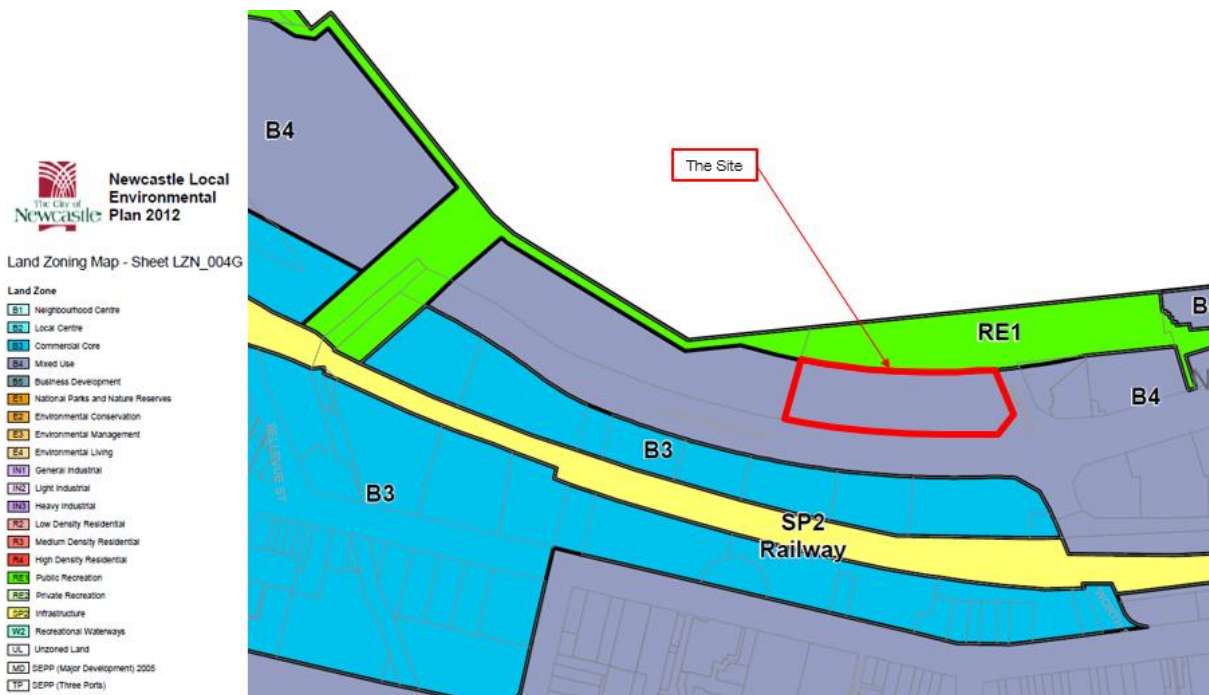 The City of
Newcastle
Newcastle Local
Environmental
Plan 2012
Land Zoning Map - Sheet LZN_004G
Land Zone
B1 Neighbourhood Centre
B2 Local Centre
B3 Commercial Core
B4 Mixed Use
B5 Business Development
E1 National Parks and Nature Reserves
E2 Environmental Conservation
E3 Environmental Management
E4 Environmental Living
IN1 General Industrial
IN2 Light Industrial
IN3 Heavy Industrial
R2 Low Density Residential
R3 Medium Density Residential
R4 High Density Residential
RE1 Public Recreation
RE2 Private Recreation
SP2 Infrastructure
W2 Recreational Waterways
UL Unzoned Land
MD SEPP (Major Development) 2005
TP SEPP (Three Ports)
B4
The Site
B
RE1
B4
B3
BELLEVUE ST
B3
SP2
Railway